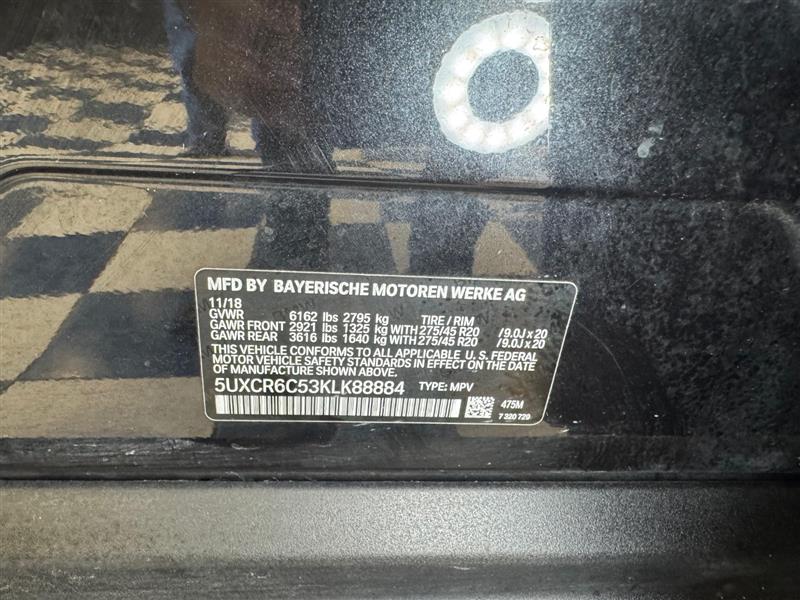 MFD BY BAYERISCHE MOTOREN WERKE AG
11/18
GVWR 6162 lbs 2795 kg TIRE / RIM
GAWR FRONT 2921 lbs 1325 kg WITH 275/45 R20 /9.0J x 20
GAWR REAR 3616 lbs 1640 kg WITH 275/45 R20 /9.0J x 20
THIS VEHICLE CONFORMS TO ALL APPLICABLE U. S. FEDERAL
MOTOR VEHICLE SAFETY STANDARDS IN EFFECT ON THE DATE
OF MANUFACTURE SHOWN ABOVE.
5UXCR6C53KLK88884 TYPE: MPV
475M
7 320 729